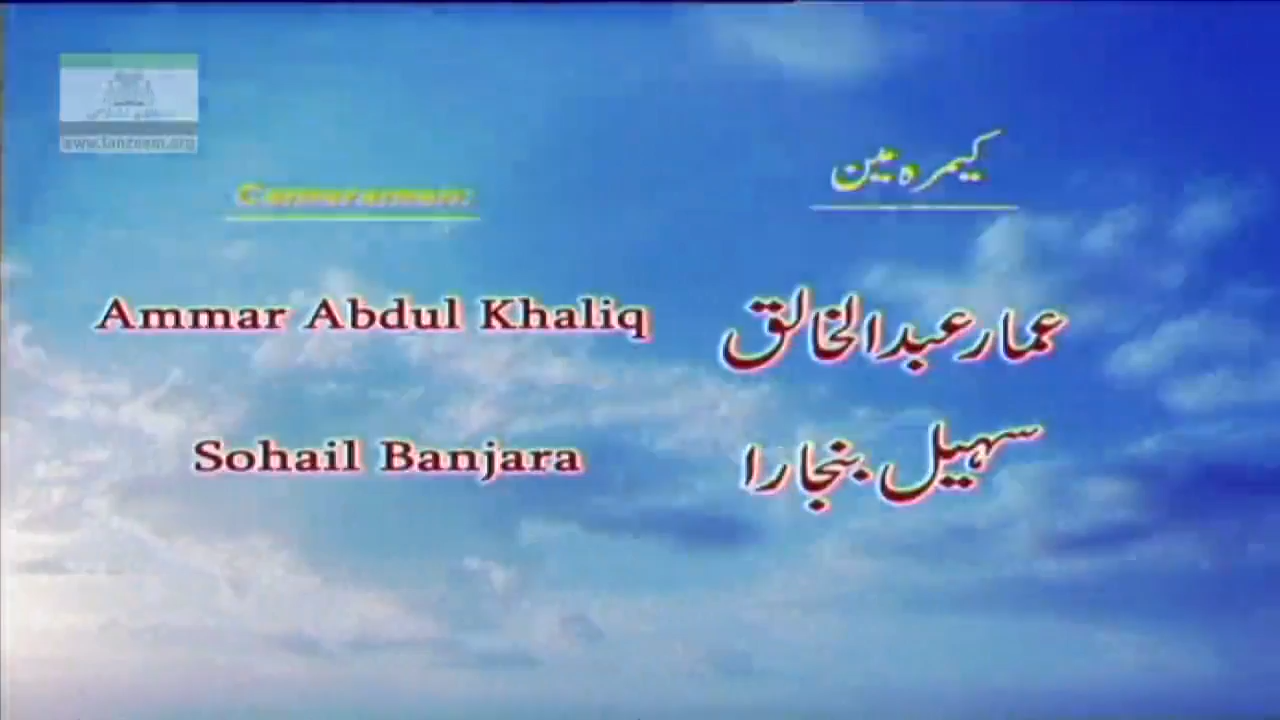 www.tanzeem.org
Cameramen:
کیمرہ مین
Ammar Abdul Khaliq
عمار عبدالخالق
Sohail Banjara
سہیل بنجارا